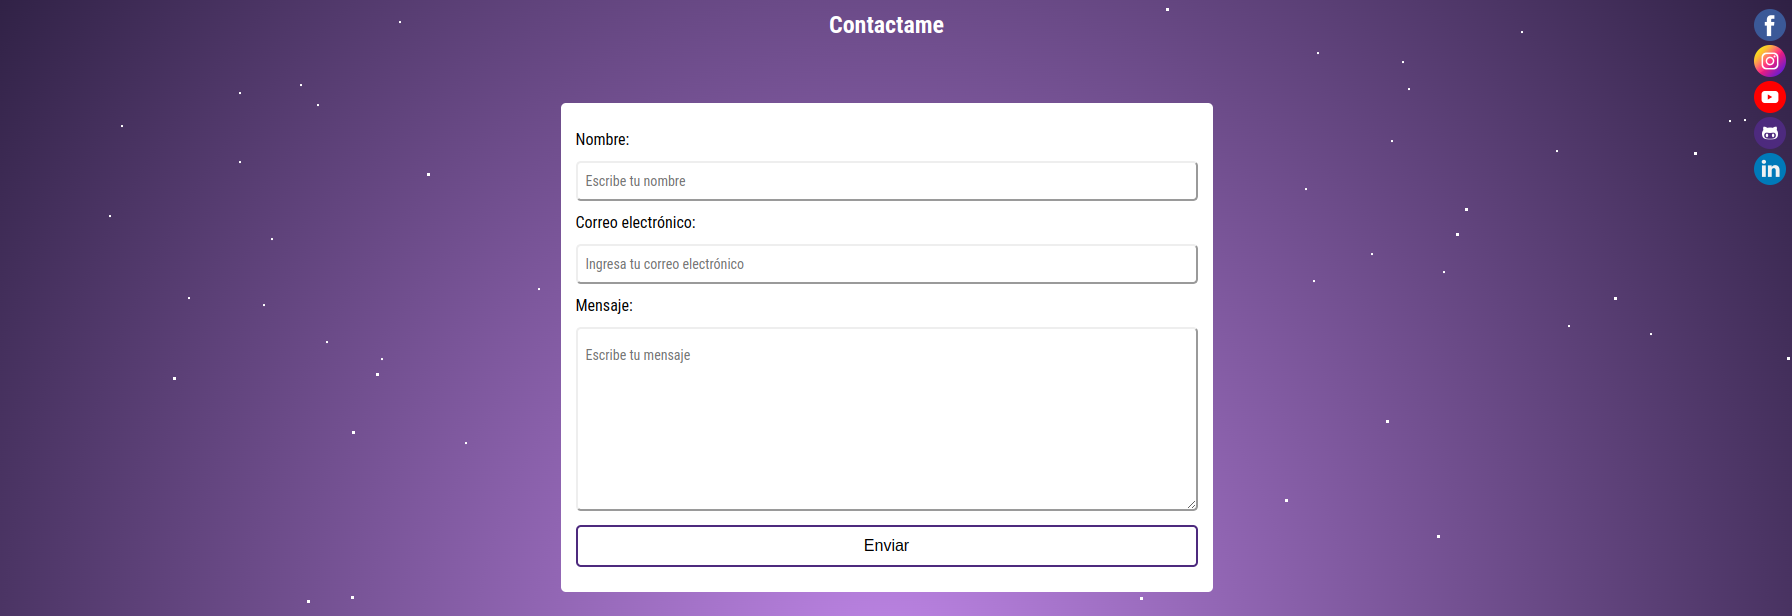 Contactame
Nombre:
Escribe tu nombre
Correo electrónico:
Ingresa tu correo electrónico
Mensaje:
Escribe tu mensaje
Enviar